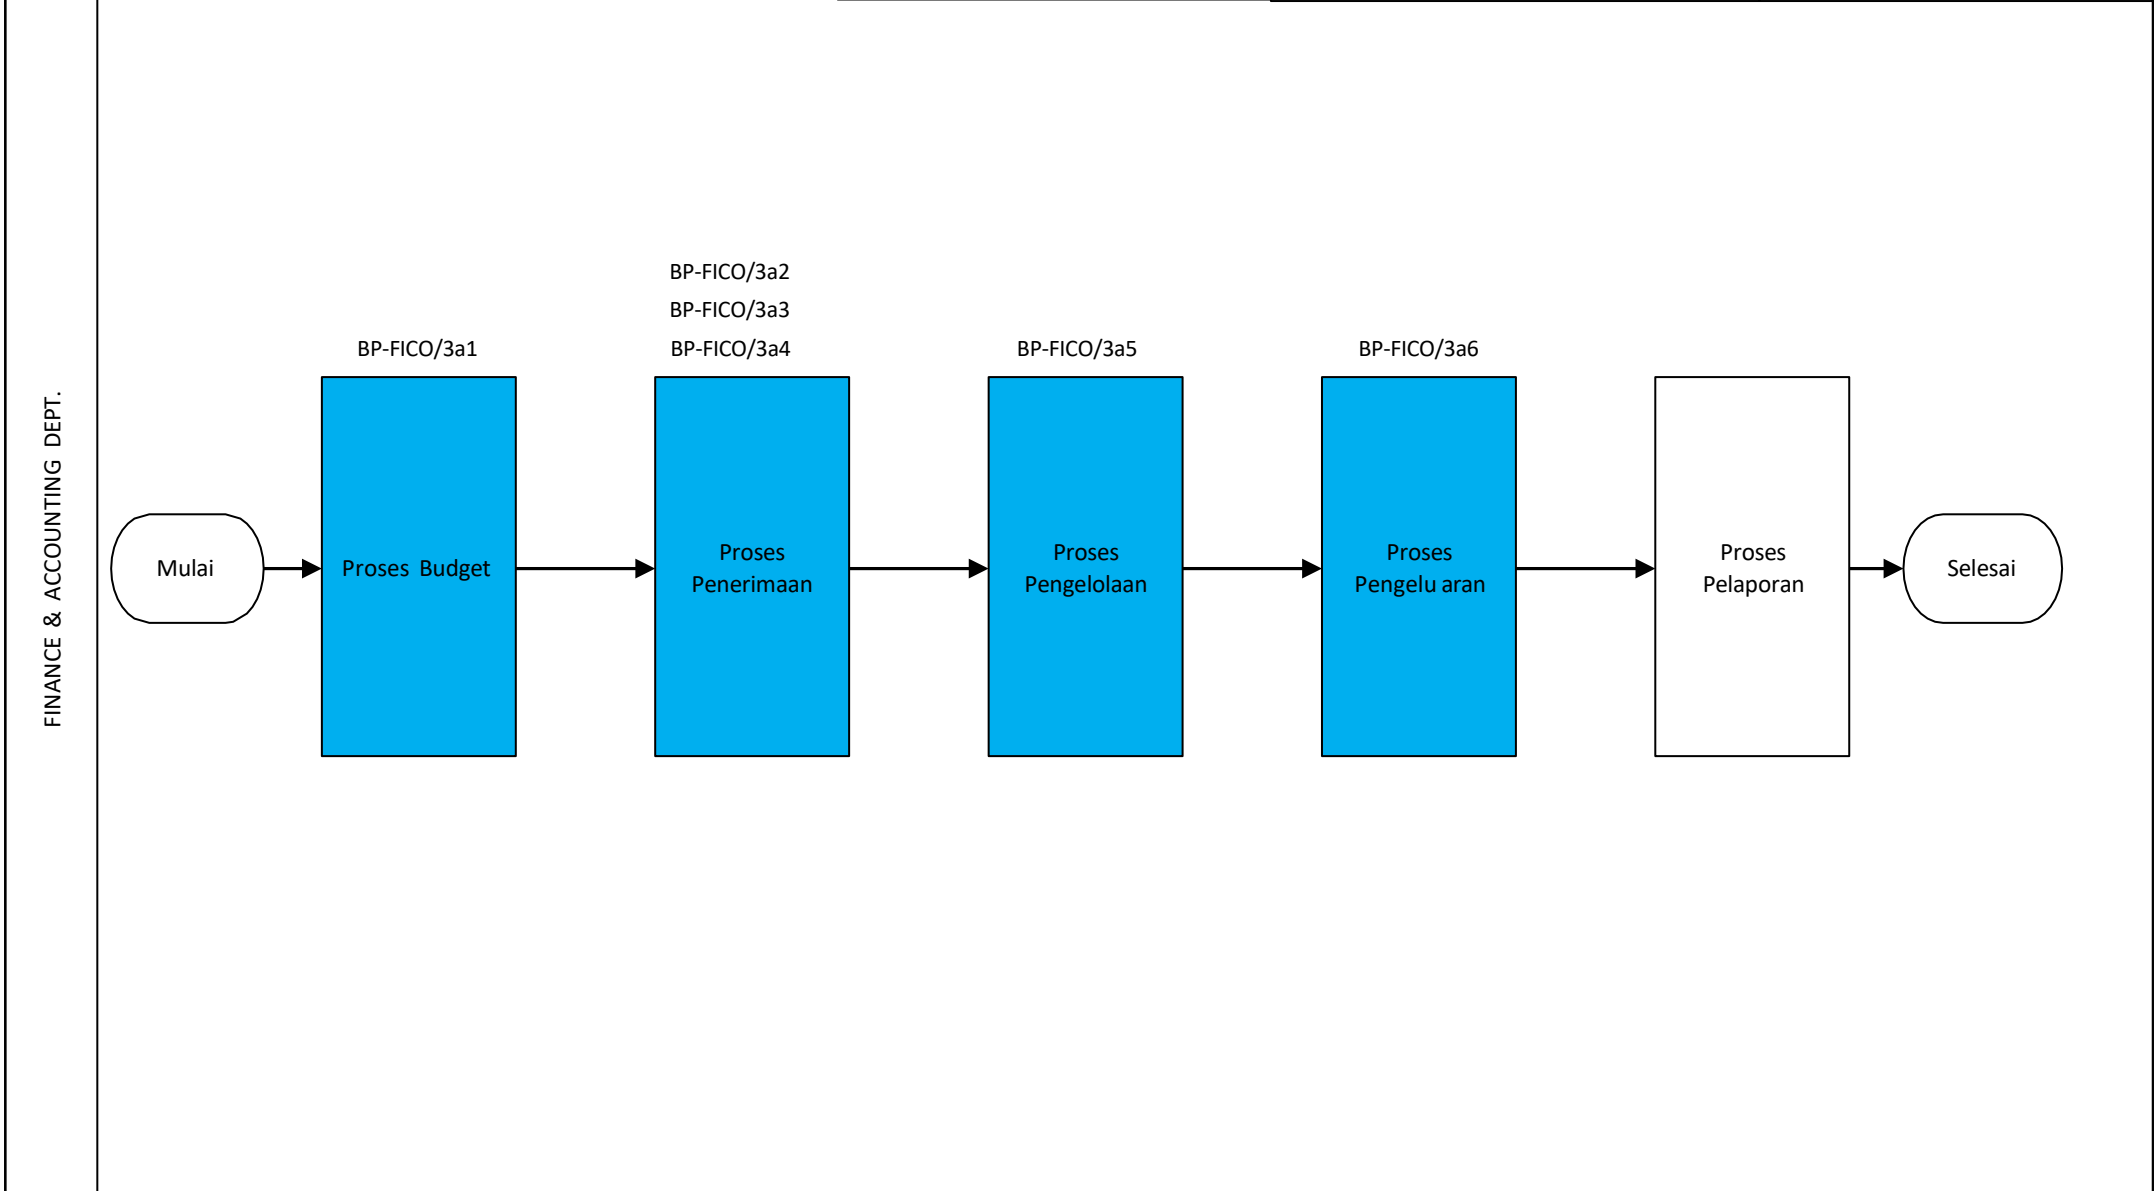 FINANCE & ACCOUNTING DEPT.
BP-FICO/3a2
BP-FICO/3a3
BP-FICO/3a1
BP-FICO/3a4
BP-FICO/3a5
BP-FICO/3a6
Mulai
Proses Budget
Proses
Penerimaan
Proses
Pengelolaan
Proses
Pengelu aran
Proses
Pelaporan
Selesai